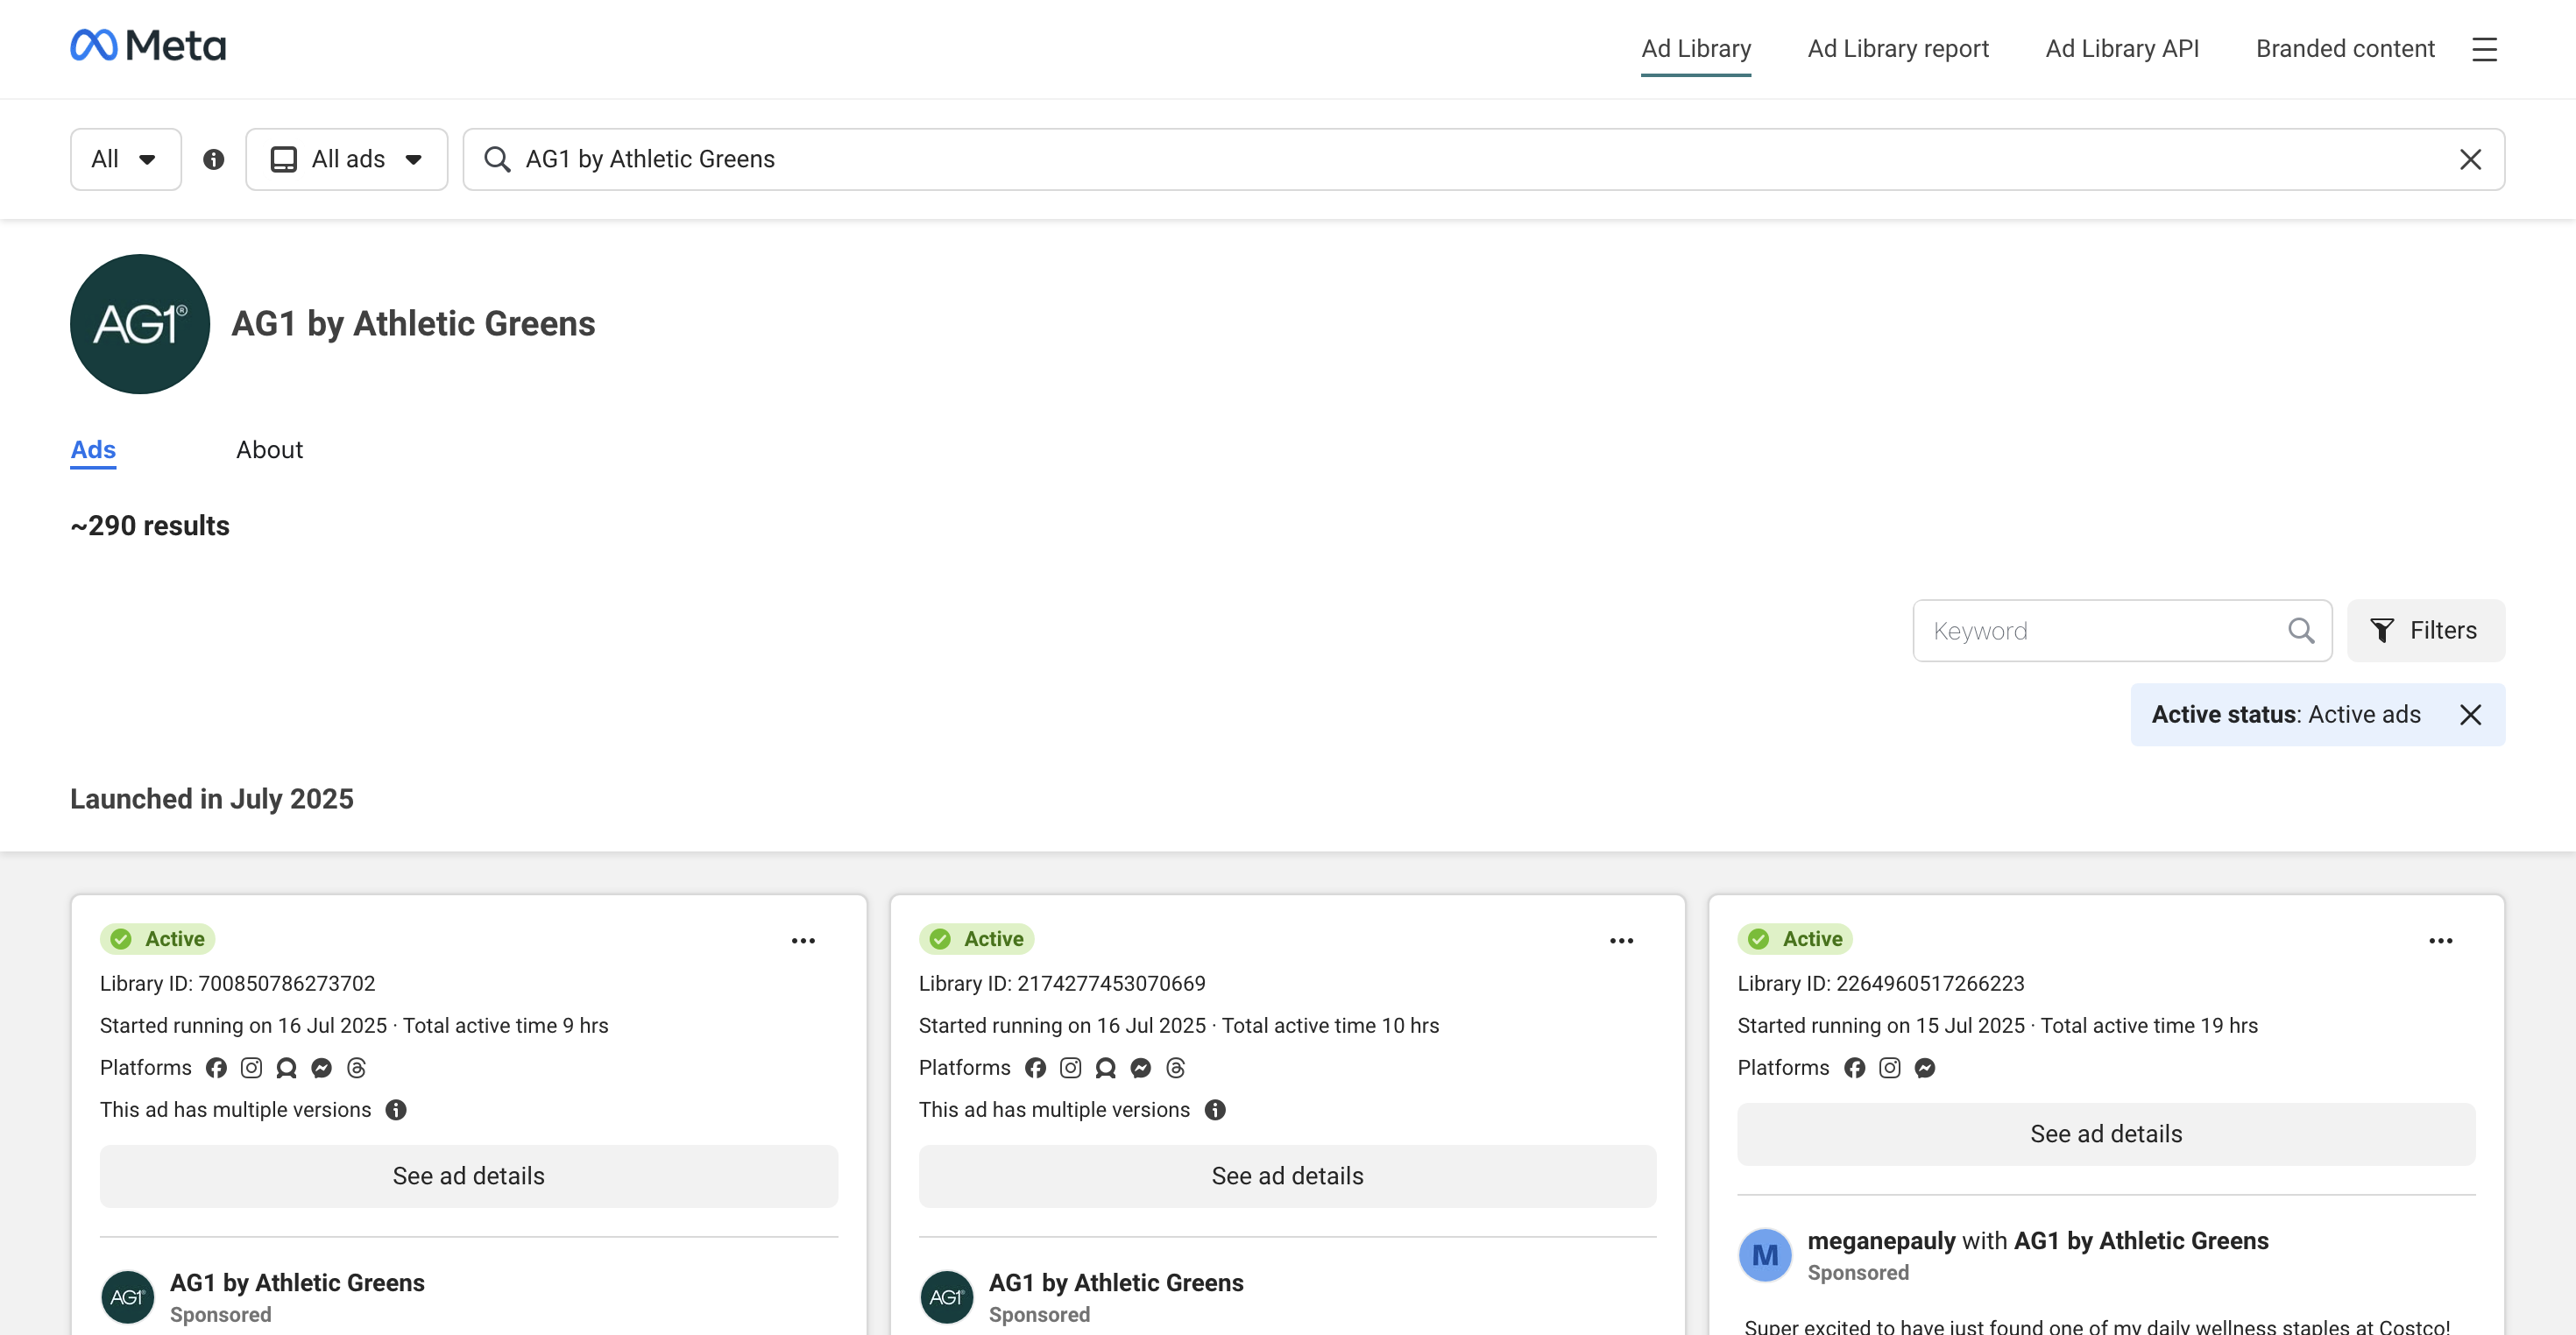 Meta
Ad Library
Ad Library report
Ad Library API
Branded content
All
All ads
AG1 by Athletic Greens
AG1®
AG1 by Athletic Greens
Ads
About
~290 results
Keyword
Filters
Active status: Active ads
Launched in July 2025
Active
Library ID: 700850786273702
Started running on 16 Jul 2025 · Total active time 9 hrs
Platforms
This ad has multiple versions
See ad details
AG1
AG1 by Athletic Greens
Sponsored
Active
Library ID: 2174277453070669
Started running on 16 Jul 2025 · Total active time 10 hrs
Platforms
This ad has multiple versions
See ad details
AG1
AG1 by Athletic Greens
Sponsored
Active
Library ID: 2264960517266223
Started running on 15 Jul 2025 · Total active time 19 hrs
Platforms
See ad details
M
meganepauly with AG1 by Athletic Greens
Sponsored
Super excited to have just found one of my daily wellness staples at Costco!